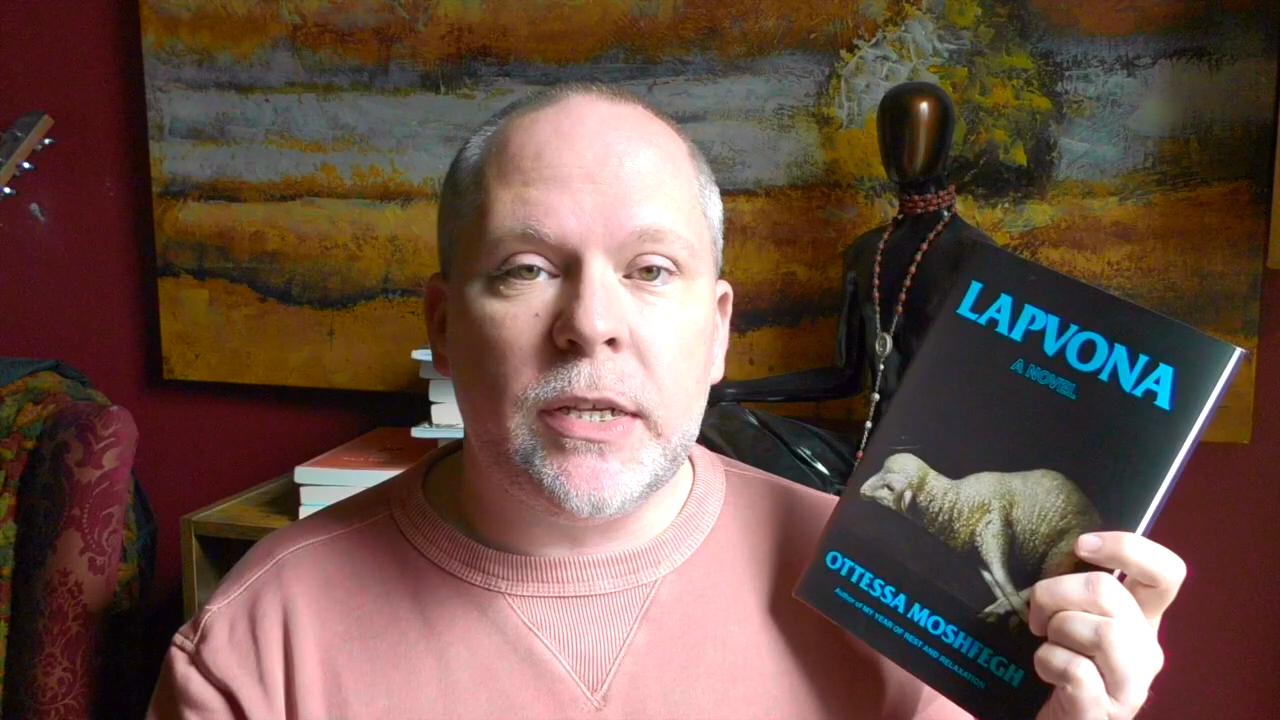 LAPVONA
A NOVEL
OTTESSA MOSHFEGH
Author of MY YEAR OF REST AND RELAXATION